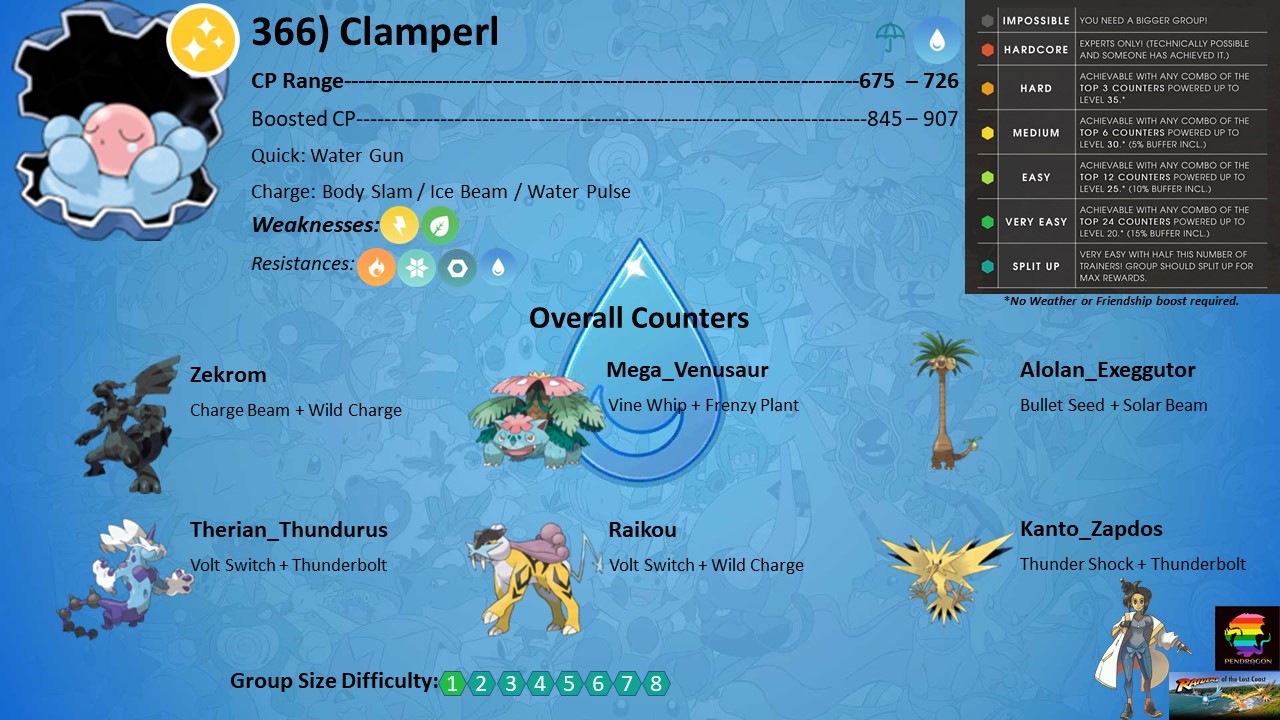 366) Clamperl
CP Range-------------------------------------------------------------------------675 – 726
Boosted CP-------------------------------------------------------------------------845 – 907
Quick: Water Gun
Charge: Body Slam / Ice Beam / Water Pulse
Weaknesses:
Resistances:
IMPOSSIBLE
YOU NEED A BIGGER GROUP!
HARDCORE
EXPERTS ONLY! (TECHNICALLY POSSIBLE
AND SOMEONE HAS ACHIEVED IT.)
HARD
ACHIEVABLE WITH ANY COMBO OF THE
TOP 3 COUNTERS POWERED UP TO
LEVEL 35.*
MEDIUM
ACHIEVABLE WITH ANY COMBO OF THE
TOP 6 COUNTERS POWERED UP TO
LEVEL 30.* (5% BUFFER INCL.)
EASY
ACHIEVABLE WITH ANY COMBO OF THE
TOP 12 COUNTERS POWERED UP TO
LEVEL 25.* (10% BUFFER INCL.)
VERY EASY
ACHIEVABLE WITH ANY COMBO OF THE
TOP 24 COUNTERS POWERED UP TO
LEVEL 20.* (15% BUFFER INCL.)
SPLIT UP
VERY EASY WITH HALF THIS NUMBER OF
TRAINERS! GROUP SHOULD SPLIT UP FOR
MAX REWARDS.
*No Weather or Friendship boost required.
Overall Counters
Zekrom
Charge Beam + Wild Charge
Mega_Venusaur
Vine Whip + Frenzy Plant
Alolan_Exeggutor
Bullet Seed + Solar Beam
Therian_Thundurus
Volt Switch + Thunderbolt
Raikou
Volt Switch + Wild Charge
Kanto_Zapdos
Thunder Shock + Thunderbolt
Group Size Difficulty: 1 2 3 4 5 6 7 8
PENDRAGON
RAIDERS of the Lost Coast